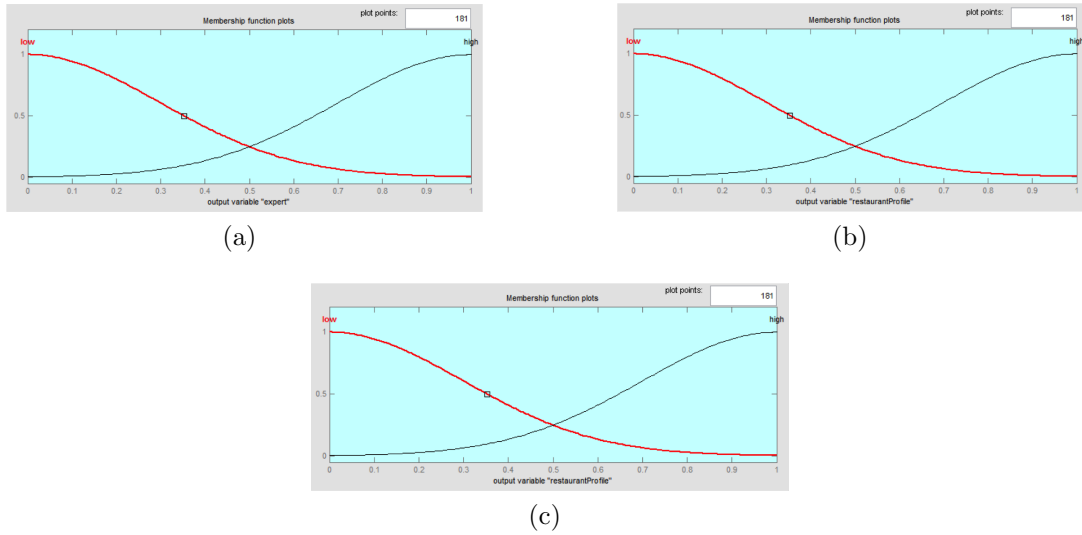 plot points: 181
Membership function plots
low high
1
0.5
0
0 0.1 0.2 0.3 0.4 0.5 0.6 0.7 0.8 0.9 1
output variable "expert"
(a)
plot points: 181
Membership function plots
low high
1
0.5
0
0 0.1 0.2 0.3 0.4 0.5 0.6 0.7 0.8 0.9 1
output variable "restaurantProfile"
(b)
plot points: 181
Membership function plots
low high
1
0.5
0
0 0.1 0.2 0.3 0.4 0.5 0.6 0.7 0.8 0.9 1
output variable "restaurantProfile"
(c)